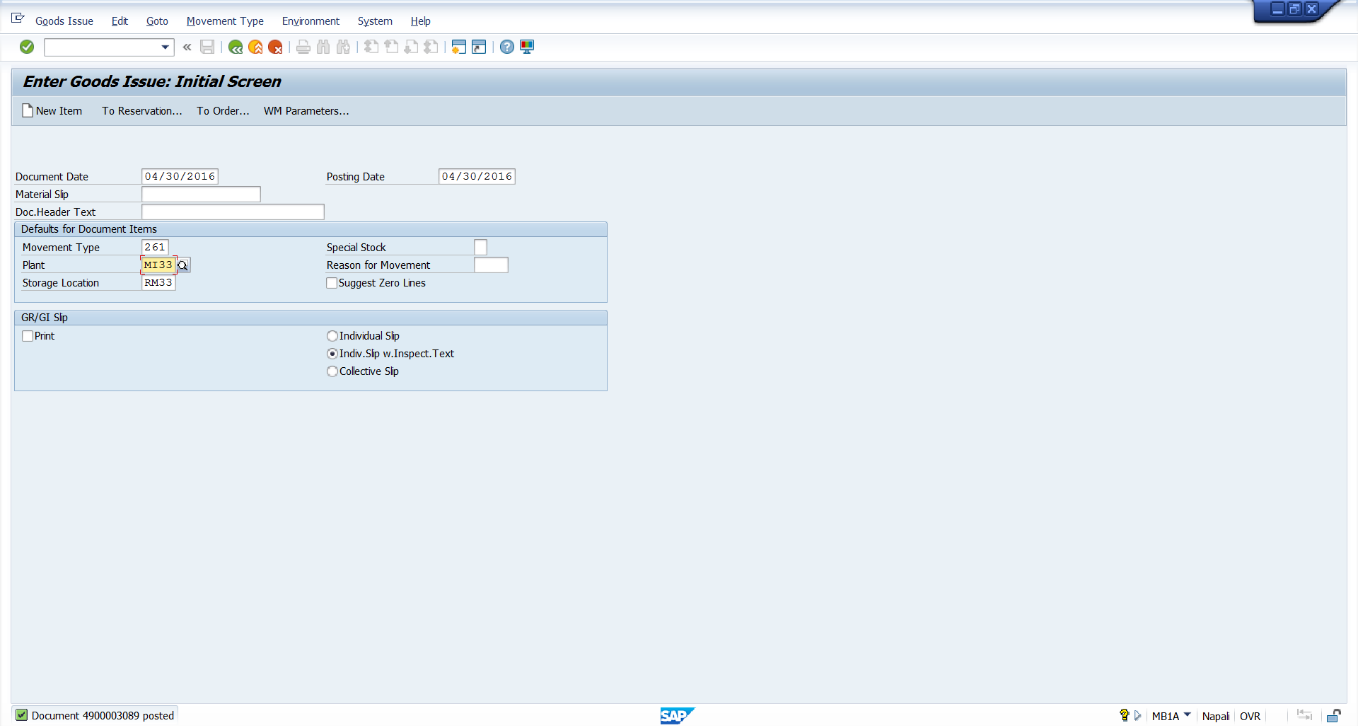 Goods Issue Edit Goto Movement Type Environment System Help
Enter Goods Issue: Initial Screen
New Item To Reservation... To Order... WM Parameters...
Document Date 04/30/2016 Posting Date 04/30/2016
Material Slip
Doc.Header Text
Defaults for Document Items
Movement Type 261 Special Stock
Plant MI33 Reason for Movement
Storage Location RM33 Suggest Zero Lines
GR/GI Slip
Print Individual Slip
Indiv.Slip w.Inspect.Text
Collective Slip
Document 4900003089 posted SAP MB1A Napali OVR